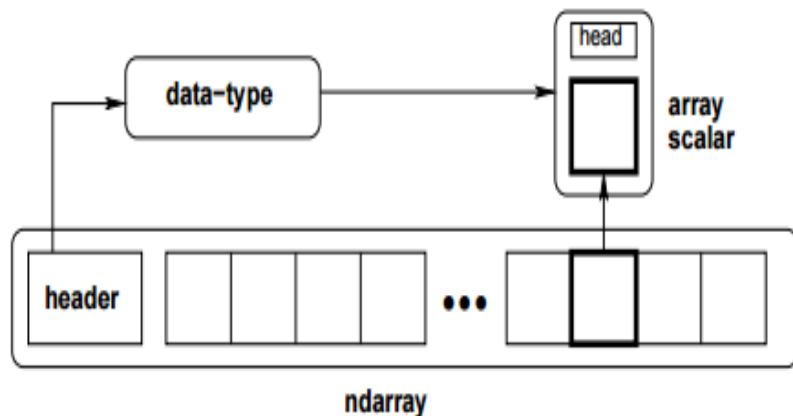 head
data-type
array
scalar
header
•••
ndarray